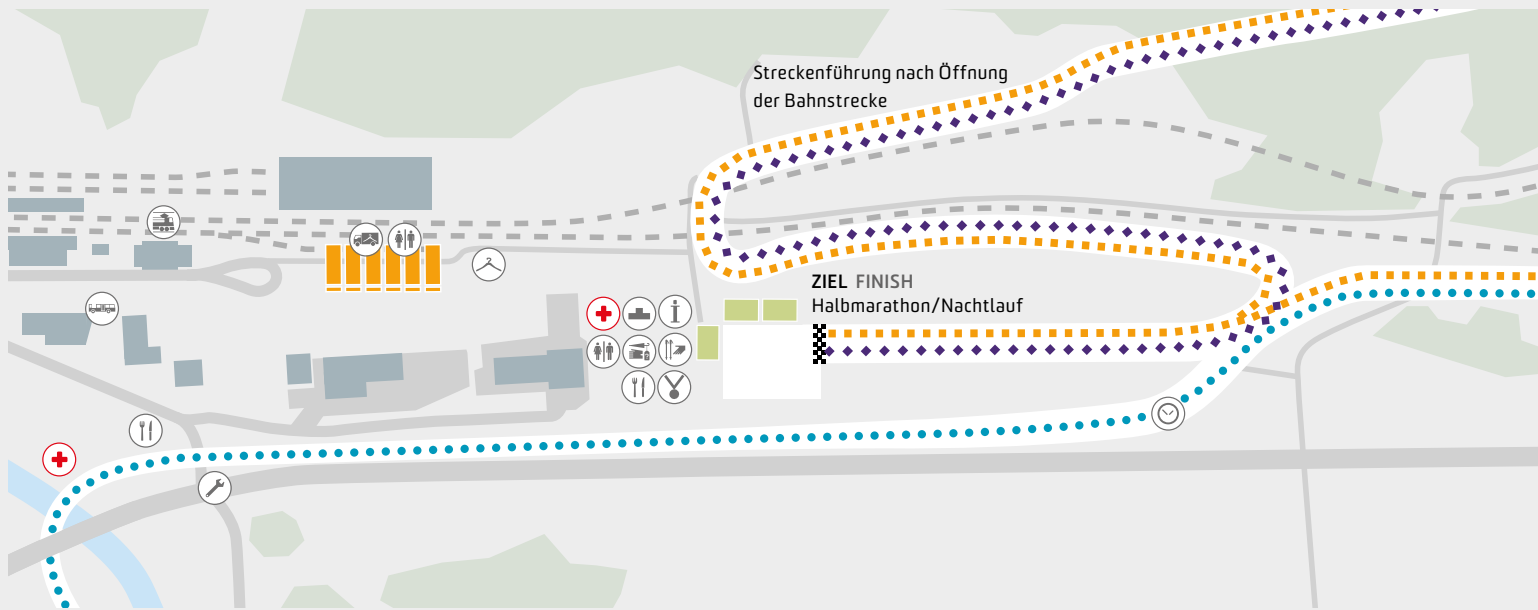 Streckenführung nach Öffnung
der Bahnstrecke
ZIEL FINISH
Halbmarathon/Nachtlauf